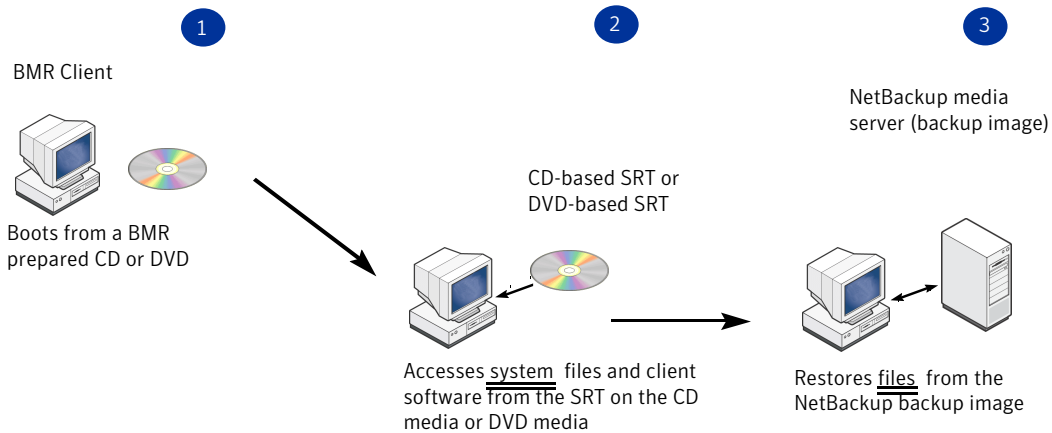 1
2
3
BMR Client
NetBackup media
server (backup image)
CD-based SRT or
DVD-based SRT
Boots from a BMR
prepared CD or DVD
Accesses system files and client
software from the SRT on the CD
media or DVD media
Restores files from the
NetBackup backup image